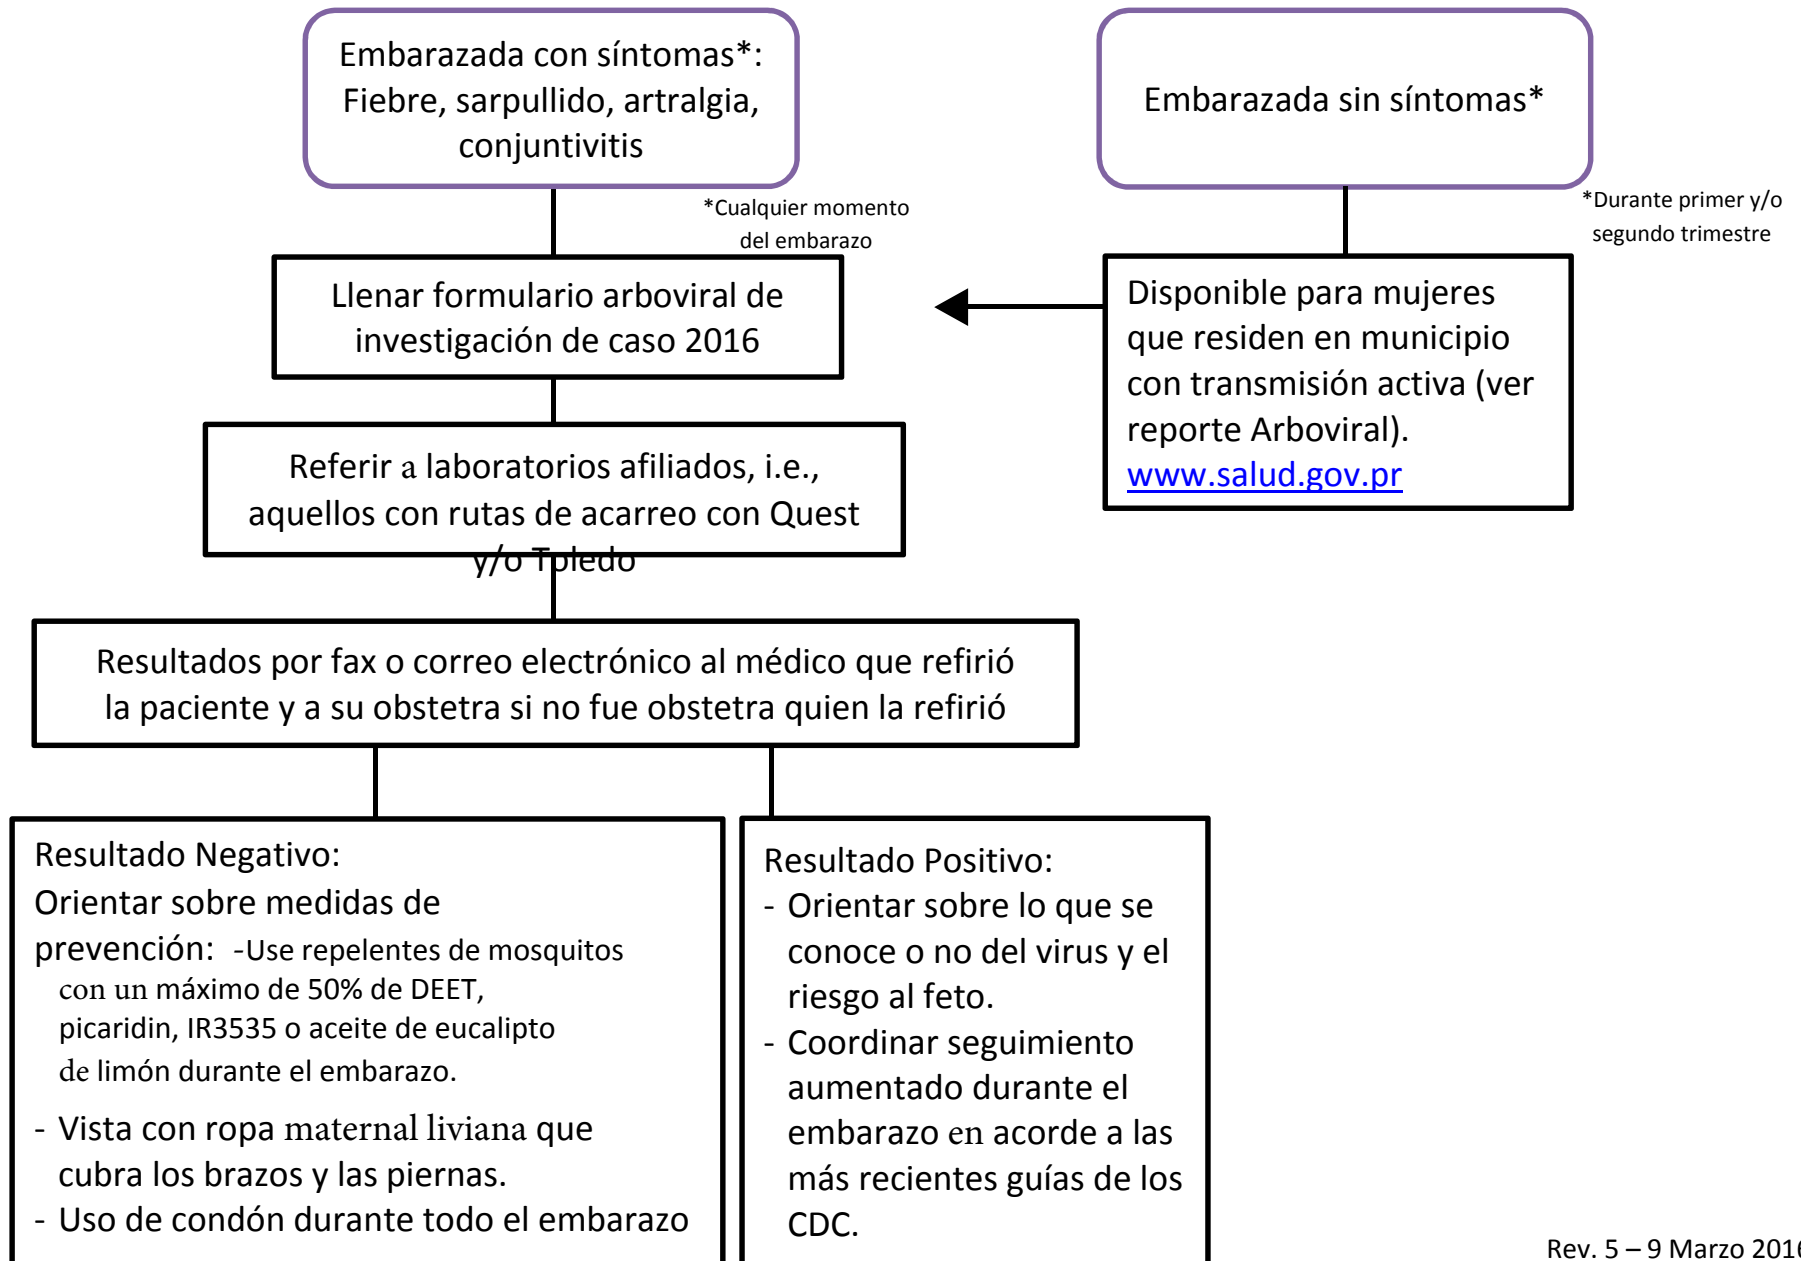 Embarazada con síntomas*:
Fiebre, sarpullido, artralgia,
conjuntivitis
*Cualquier momento
del embarazo
Embarazada sin síntomas*
*Durante primer y/o
segundo trimestre
Llenar formulario arboviral de
investigación de caso 2016
Disponible para mujeres
que residen en municipio
con transmisión activa (ver
reporte Arboviral).
www.salud.gov.pr
Referir a laboratorios afiliados, i.e.,
aquellos con rutas de acarreo con Quest
y/o Toledo
Resultados por fax o correo electrónico al médico que refirió
la paciente y a su obstetra si no fue obstetra quien la refirió
Resultado Negativo:
Orientar sobre medidas de
prevención: -Use repelentes de mosquitos
con un máximo de 50% de DEET,
picaridin, IR3535 o aceite de eucalipto
de limón durante el embarazo.
- Vista con ropa maternal liviana que
cubra los brazos y las piernas.
- Uso de condón durante todo el embarazo
Resultado Positivo:
- Orientar sobre lo que se
conoce o no del virus y el
riesgo al feto.
- Coordinar seguimiento
aumentado durante el
embarazo en acorde a las
más recientes guías de los
CDC.
Rev. 5 – 9 Marzo 2016